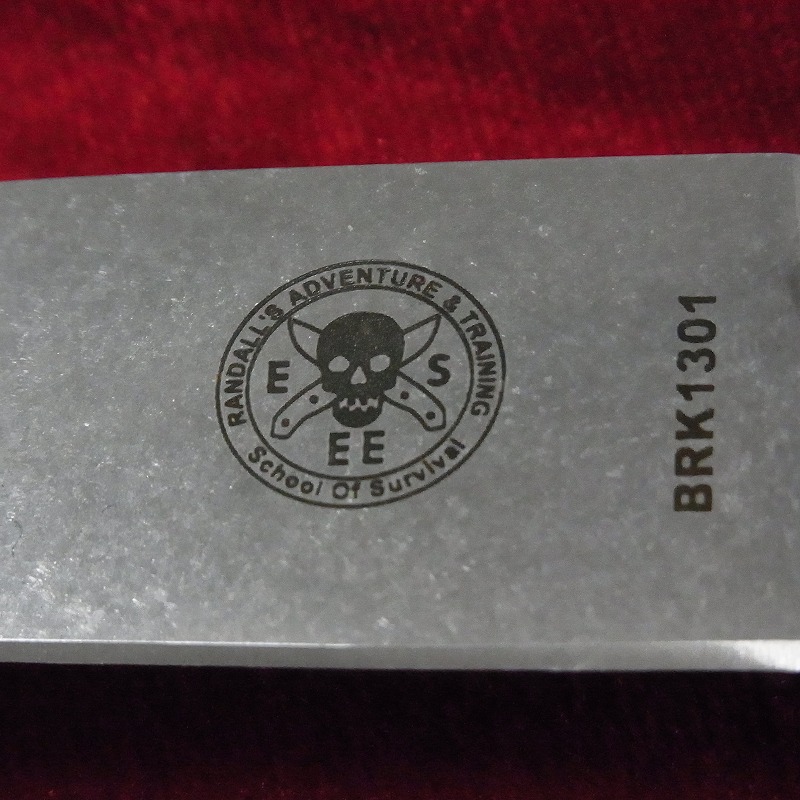 RANDALL'S ADVENTURE & TRAINING
E S
EE
School Of Survival
BRK1301